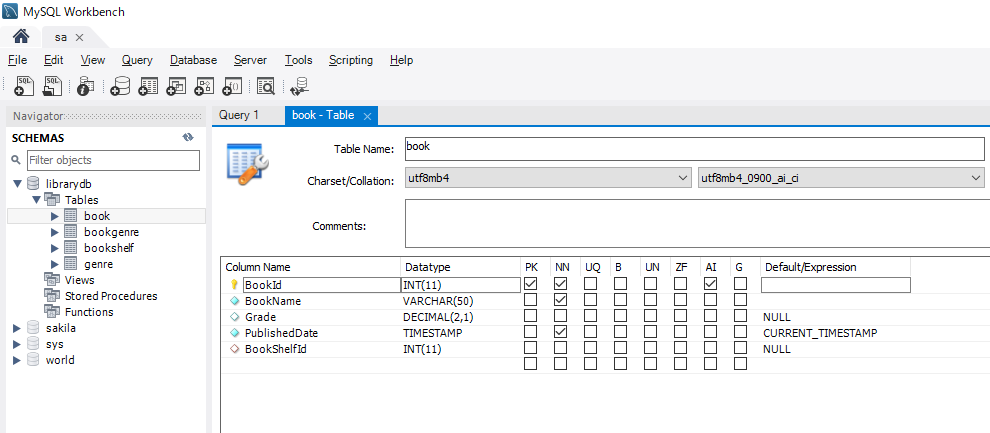 MySQL Workbench
sa
File Edit View Query Database Server Tools Scripting Help
SQL SQL
Navigator
SCHEMAS
Filter objects
librarydb
Tables
book
bookgenre
bookshelf
genre
Views
Stored Procedures
Functions
sakila
sys
world
Query 1 book - Table
Table Name: book
Charset/Collation: utf8mb4 utf8mb4_0900_ai_ci
Comments:
Column Name Datatype PK NN UQ B UN ZF AI G Default/Expression
BookId INT(11)
BookName VARCHAR(50)
Grade DECIMAL(2,1) NULL
PublishedDate TIMESTAMP CURRENT_TIMESTAMP
BookShelfId INT(11) NULL